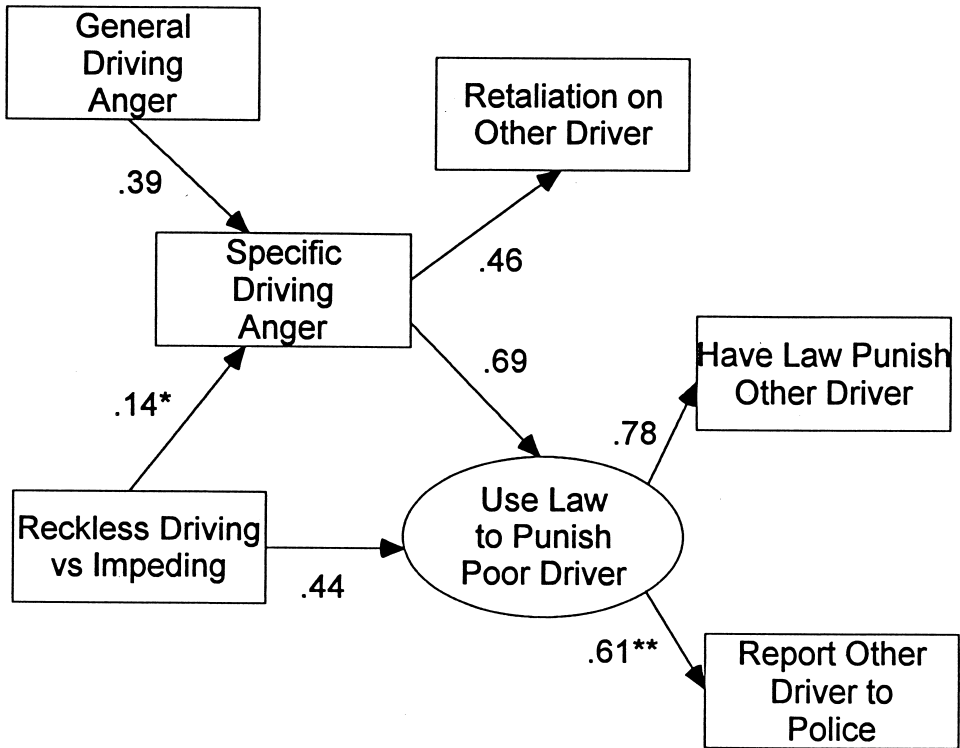 General
Driving
Anger
Retaliation on
Other Driver
.39
Specific
Driving
Anger
.46
.69
Have Law Punish
Other Driver
.14*
.78
Reckless Driving
vs Impeding
.44
Use Law
to Punish
Poor Driver
.61**
Report Other
Driver to
Police